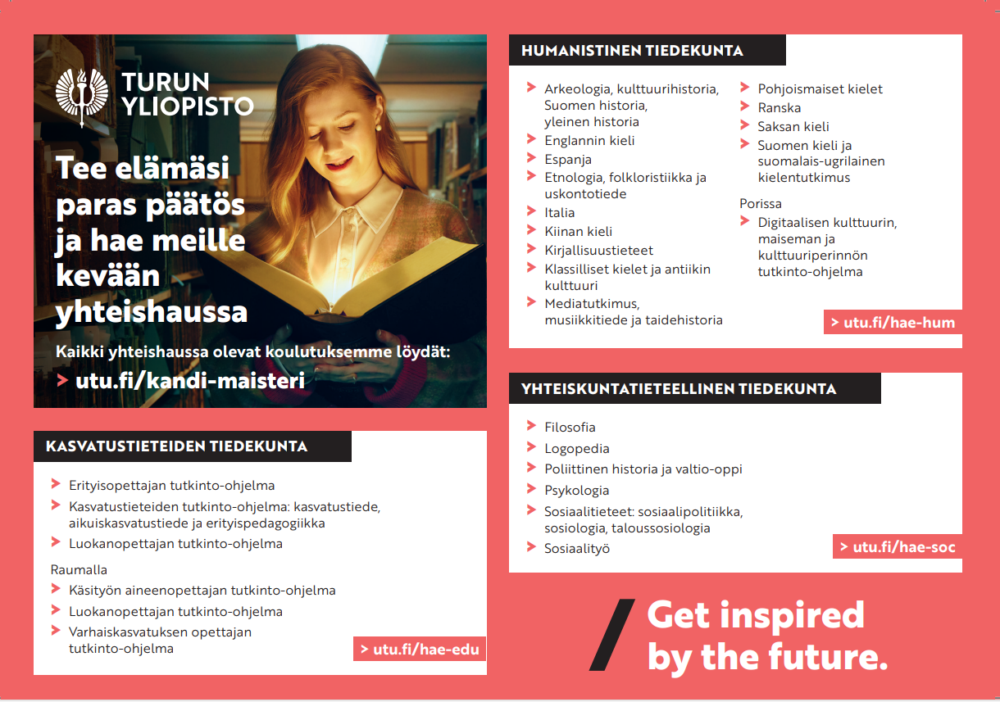 TURUN
YLIOPISTO
Tee elämäsi
paras päätös
ja hae meille
kevään
yhteishaussa
Kaikki yhteishaussa olevat koulutuksemme löydät:
> utu.fi/kandi-maisteri
KASVATUSTIETEIDEN TIEDEKUNTA
> Erityisopettajan tutkinto-ohjelma
> Kasvatustieteiden tutkinto-ohjelma: kasvatustiede,
aikuiskasvatustiede ja erityispedagogiikka
> Luokanopettajan tutkinto-ohjelma
Raumalla
> Käsityön aineenopettajan tutkinto-ohjelma
> Luokanopettajan tutkinto-ohjelma
> Varhaiskasvatuksen opettajan
tutkinto-ohjelma
> utu.fi/hae-edu
HUMANISTINEN TIEDEKUNTA
> Arkeologia, kulttuurihistoria,
Suomen historia,
yleinen historia
> Englannin kieli
> Espanja
> Etnologia, folkloristiikka ja
uskontotiede
> Italia
> Kiinan kieli
> Kirjallisuustieteet
> Klassilliset kielet ja antiikin
kulttuuri
> Mediatutkimus,
musiikkitiede ja taidehistoria
> Pohjoismaiset kielet
> Ranska
> Saksan kieli
> Suomen kieli ja
suomalais-ugrilainen
kielentutkimus
Porissa
> Digitaalisen kulttuurin,
maiseman ja
kulttuuriperinnön
tutkinto-ohjelma
> utu.fi/hae-hum
YHTEISKUNTATIETEELLINEN TIEDEKUNTA
> Filosofia
> Logopedia
> Poliittinen historia ja valtio-oppi
> Psykologia
> Sosiaalitieteet: sosiaalipolitiikka,
sosiologia, taloussosiologia
> Sosiaalityö
> utu.fi/hae-soc
/ Get inspired
by the future.